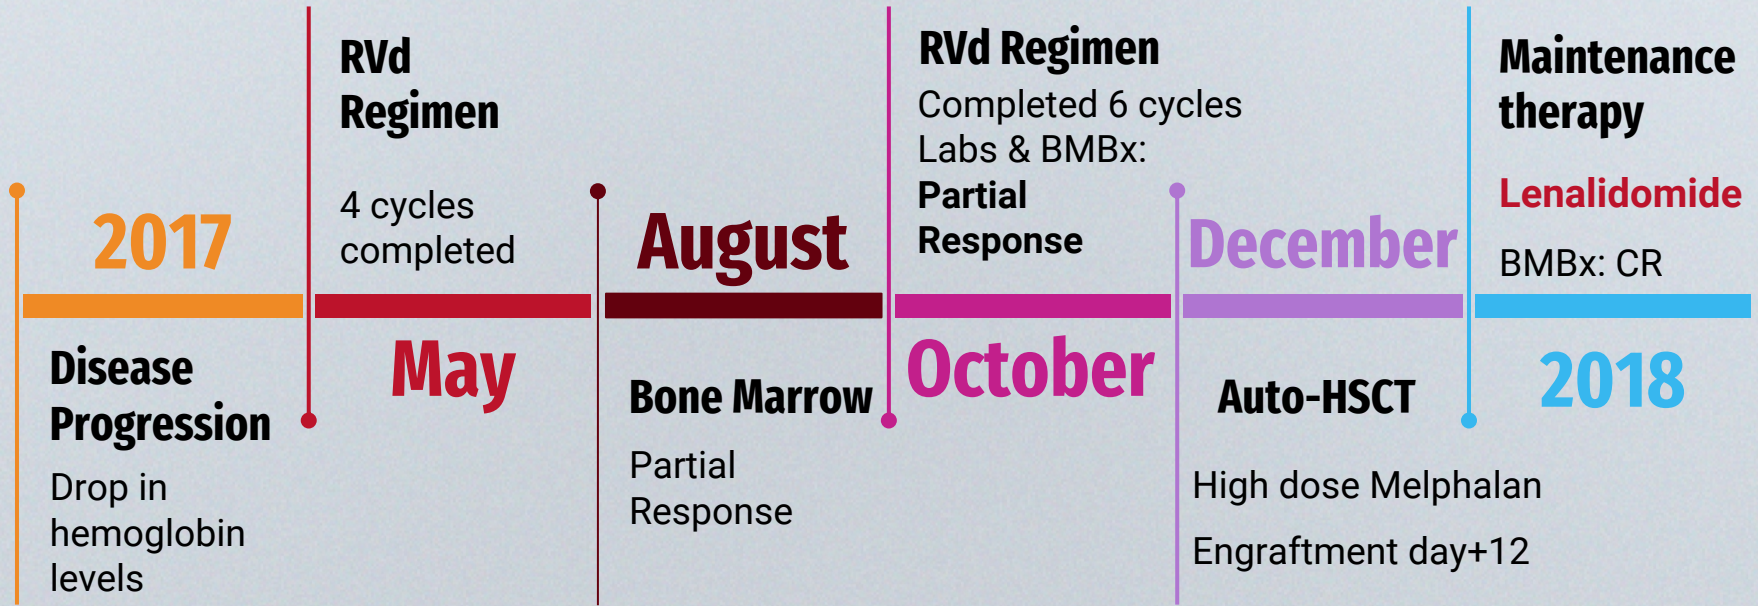 2017
Disease
Progression
Drop in
hemoglobin
levels
RVd
Regimen
4 cycles
completed
May
August
Bone Marrow
Partial
Response
RVd Regimen
Completed 6 cycles
Labs & BMBx:
Partial
Response
October
December
Auto-HSCT
High dose Melphalan
Engraftment day+12
Maintenance
therapy
Lenalidomide
BMBx: CR
2018